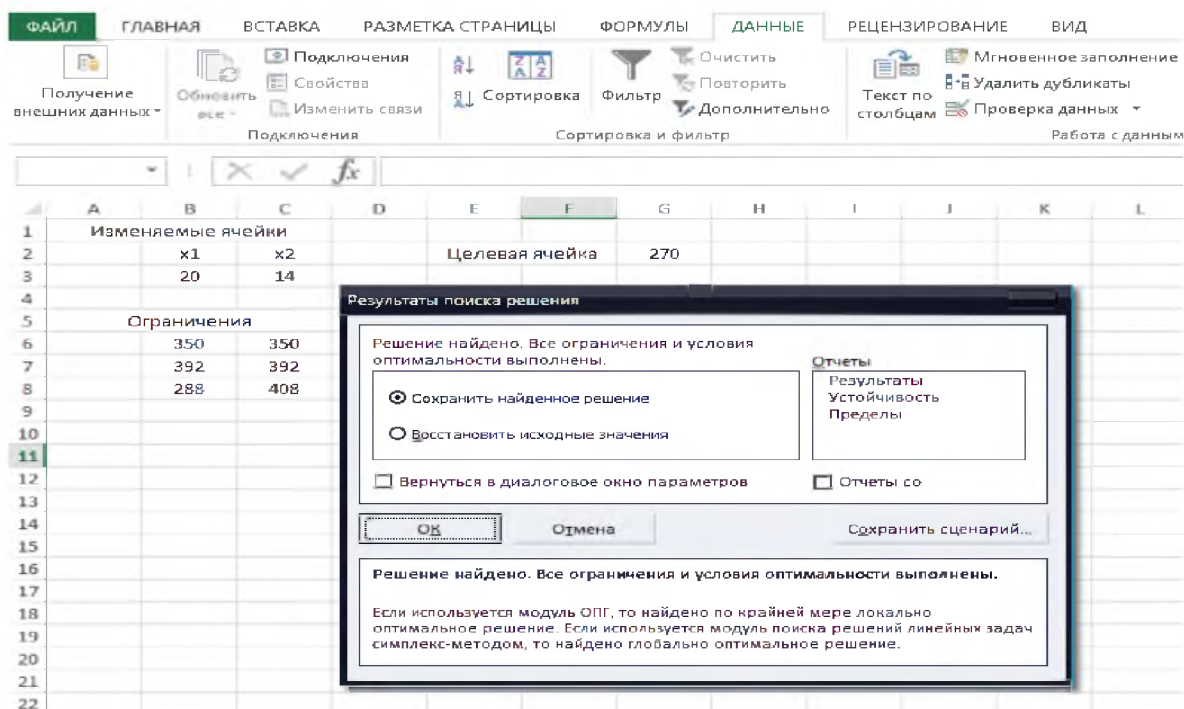 ФАЙЛ ГЛАВНАЯ ВСТАВКА РАЗМЕТКА СТРАНИЦЫ ФОРМУЛЫ ДАННЫЕ РЕЦЕНЗИРОВАНИЕ ВИД
Получение
внешних данных
Обновить
все
Подключения
Свойства
Изменить связи
Подключения
Сортировка
Фильтр
Очистить
Повторить
Дополнительно
Сортировка и фильтр
Текст по
столбцам
Мгновенное заполнение
Удалить дубликаты
Проверка данных
Работа с данным
fx
A B C D E F G H I J K L
1 Изменяемые ячейки
2 x1 x2 Целевая ячейка 270
3 20 14
4
5 Ограничения
6 350 350
7 392 392
8 288 408
9
10
11
12
13
14
15
16
17
18
19
20
21
22
Результаты поиска решения
Решение найдено. Все ограничения и условия
оптимальности выполнены.
Сохранить найденное решение
Восстановить исходные значения
Отчеты
Результаты
Устойчивость
Пределы
Вернуться в диалоговое окно параметров
Отчеты со
OK Отмена Сохранить сценарий...
Решение найдено. Все ограничения и условия оптимальности выполнены.
Если используется модуль ОПГ, то найдено по крайней мере локально
оптимальное решение. Если используется модуль поиска решений линейных задач
симплекс-методом, то найдено глобально оптимальное решение.